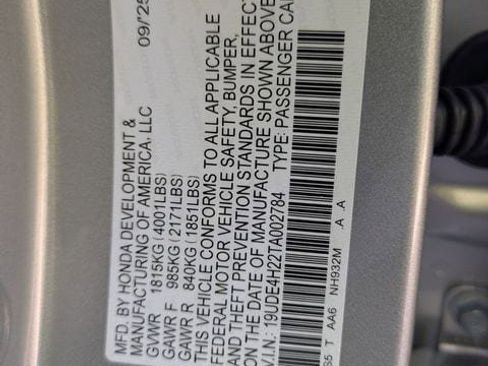 MFD. BY HONDA DEVELOPMENT & 09/'25
MANUFACTURING OF AMERICA, LLC
GVWR 1815KG(4001LBS)
GAWR F 985KG(2171LBS)
GAWR R 840KG(1851LBS)
THIS VEHICLE CONFORMS TO ALL APPLICABLE
FEDERAL MOTOR VEHICLE SAFETY, BUMPER,
AND THEFT PREVENTION STANDARDS IN EFFECT
ON THE DATE OF MANUFACTURE SHOWN ABOVE
V.I.N.: 19UDE4H22TA002784 TYPE: PASSENGER CAR
S5 T AA6 NH932M A A